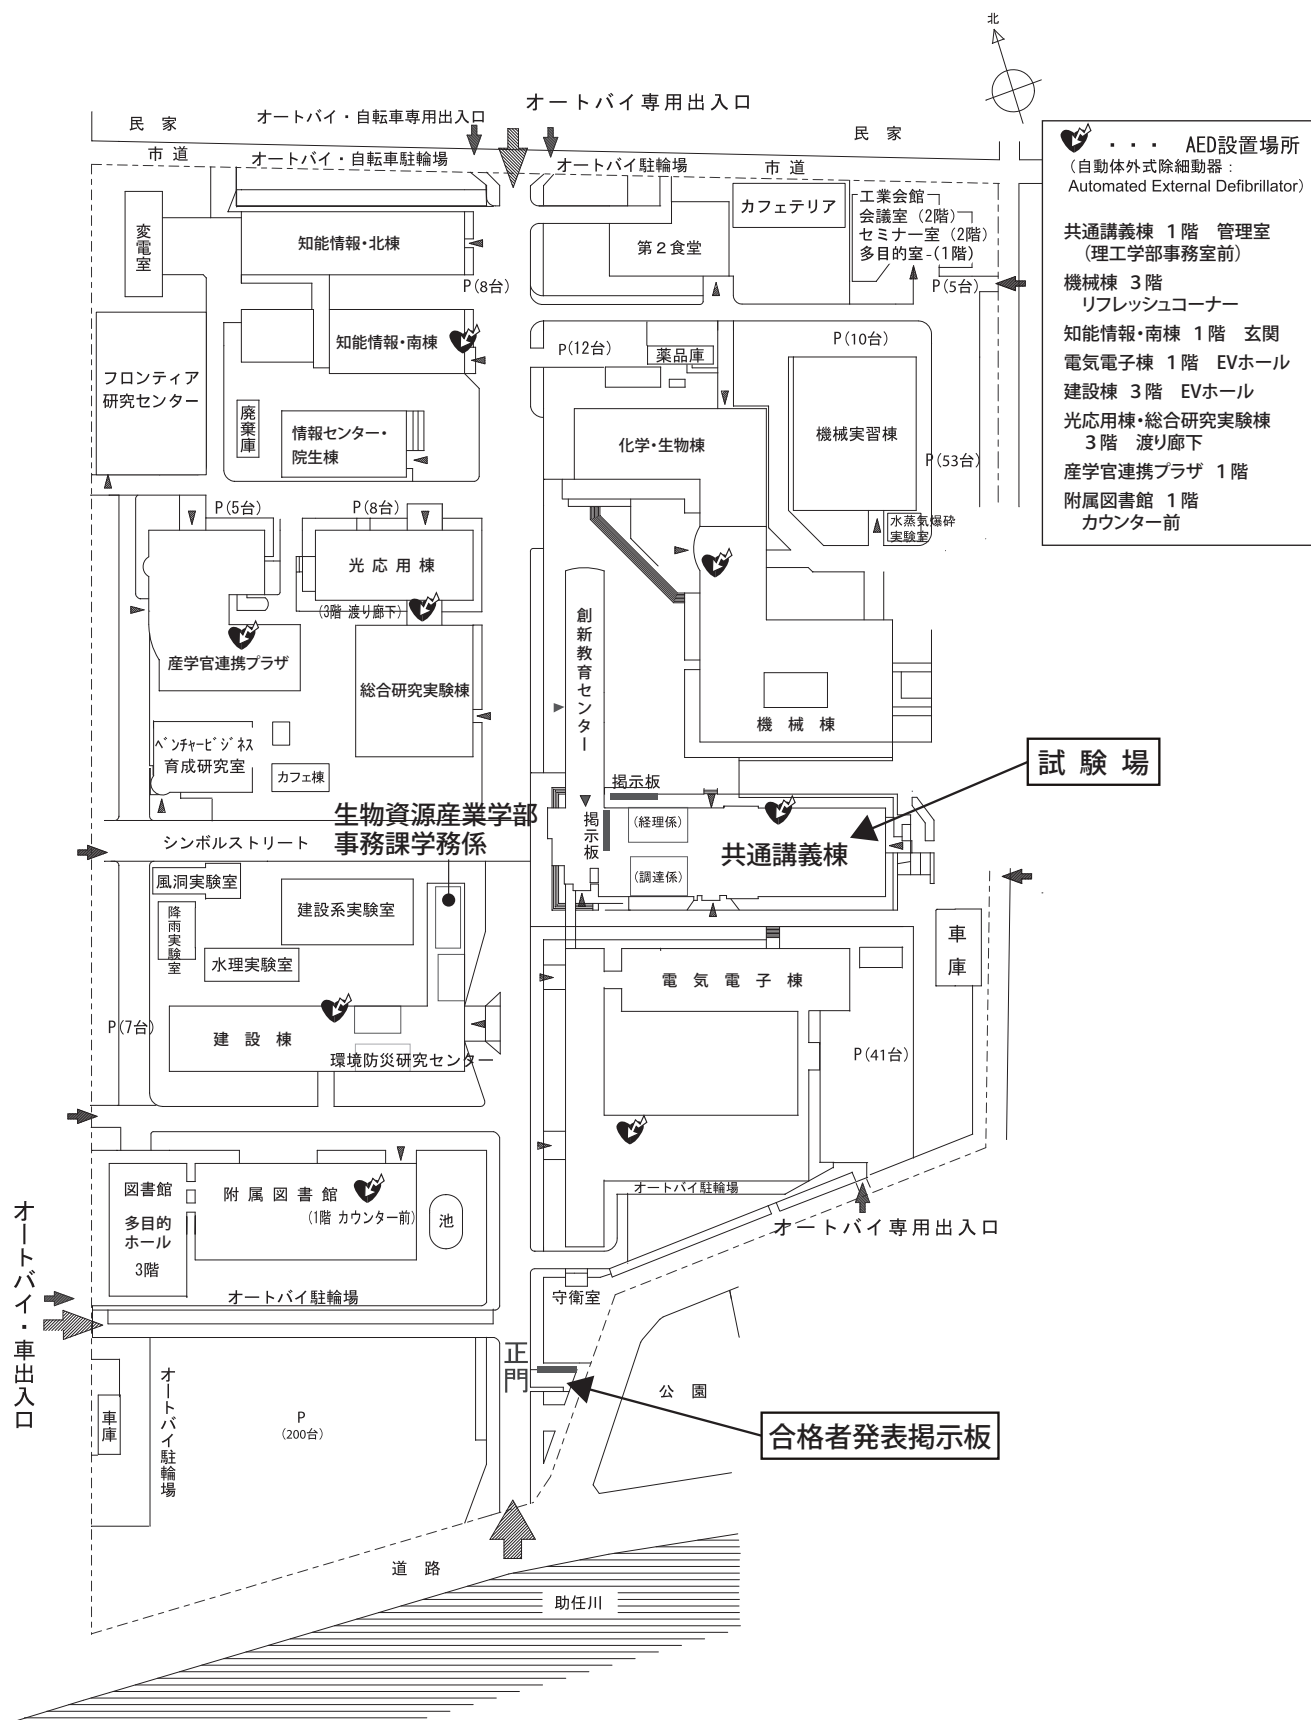 北
オートバイ専用出入口
オートバイ・自転車専用出入口
民 家
民 家
市 道
オートバイ・自転車駐輪場
オートバイ駐輪場
市 道
・・・ AED設置場所
(自動体外式除細動器：
Automated External Defibrillator)
共通講義棟 1階 管理室
(理工学部事務室前)
機械棟 3階
リフレッシュコーナー
知能情報・南棟 1階 玄関
電気電子棟 1階 EVホール
建設棟 3階 EVホール
光応用棟・総合研究実験棟
3階 渡り廊下
産学官連携プラザ 1階
附属図書館 1階
カウンター前
変電室
知能情報・北棟
第２食堂
カフェテリア
工業会館
会議室 (2階)
セミナー室 (2階)
多目的室-(1階)
P(8台)
P(5台)
知能情報・南棟
P(12台)
薬品庫
P(10台)
フロンティア
研究センター
廃棄庫
情報センター・
院生棟
化学・生物棟
機械実習棟
P(53台)
P(5台)
P(8台)
水蒸気爆砕
実験室
光 応 用 棟
(3階 渡り廊下)
創新教育センター
産学官連携プラザ
総合研究実験棟
機 械 棟
ベンチャービジネス
育成研究室
カフェ棟
試 験 場
掲示板
生物資源産業学部
事務課学務係
掲示板
(経理係)
シンボルストリート
共通講義棟
(調達係)
風洞実験室
降雨実験室
建設系実験室
水理実験室
車庫
電 気 電 子 棟
P(7台)
建 設 棟
環境防災研究センター
P(41台)
図書館
多目的
ホール
3階
附 属 図 書 館
(1階 カウンター前)
池
オートバイ駐輪場
オートバイ専用出入口
オートバイ・車出入口
オートバイ駐輪場
守衛室
正門
車庫
オートバイ駐輪場
P
(200台)
公 園
合格者発表掲示板
道 路
助任川